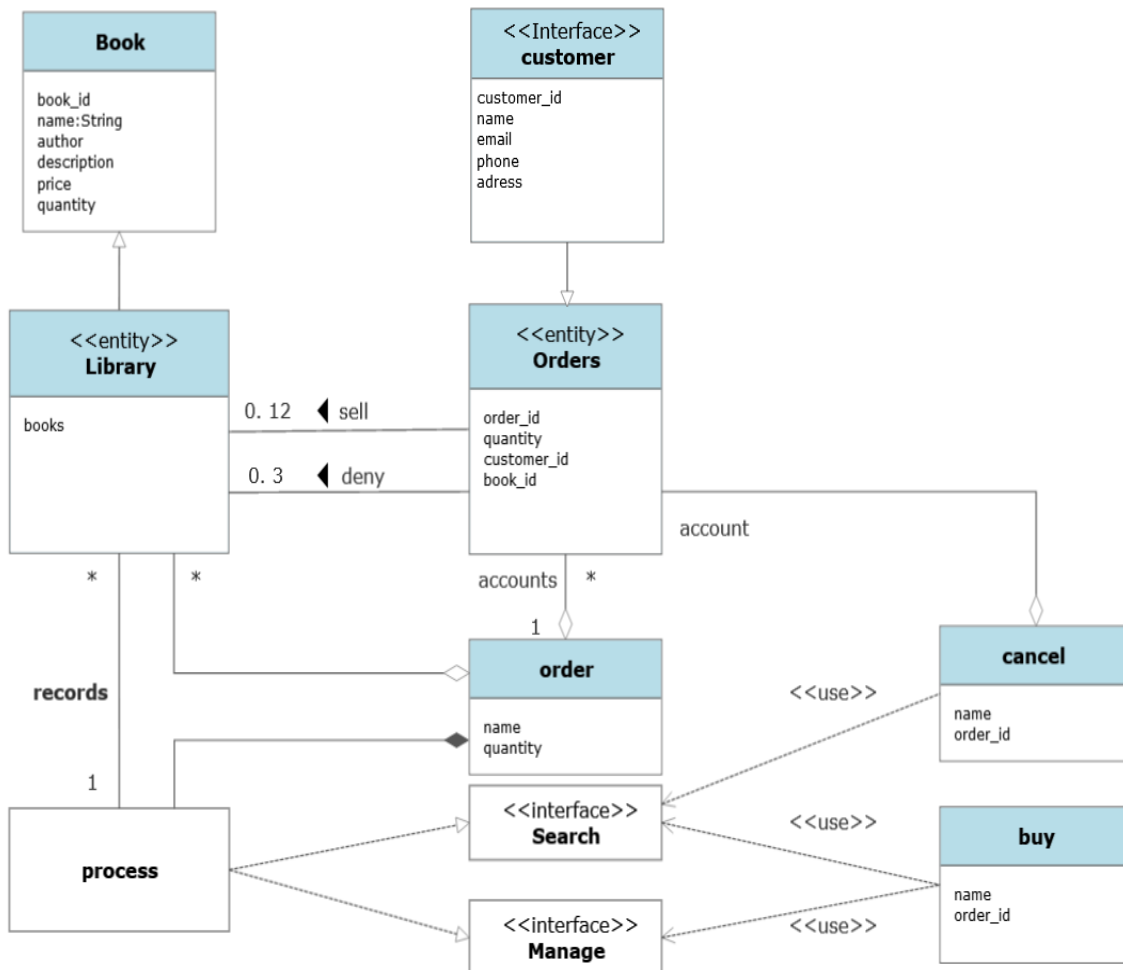 Book
book_id
name:String
author
description
price
quantity
<<Interface>>
customer
customer_id
name
email
phone
adress
<<entity>>
Library
books
<<entity>>
Orders
order_id
quantity
customer_id
book_id
0. 12
sell
0. 3
deny
account
*
*
accounts
*
1
records
1
order
name
quantity
cancel
name
order_id
<<use>>
process
<<interface>>
Search
<<use>>
buy
name
order_id
<<interface>>
Manage
<<use>>